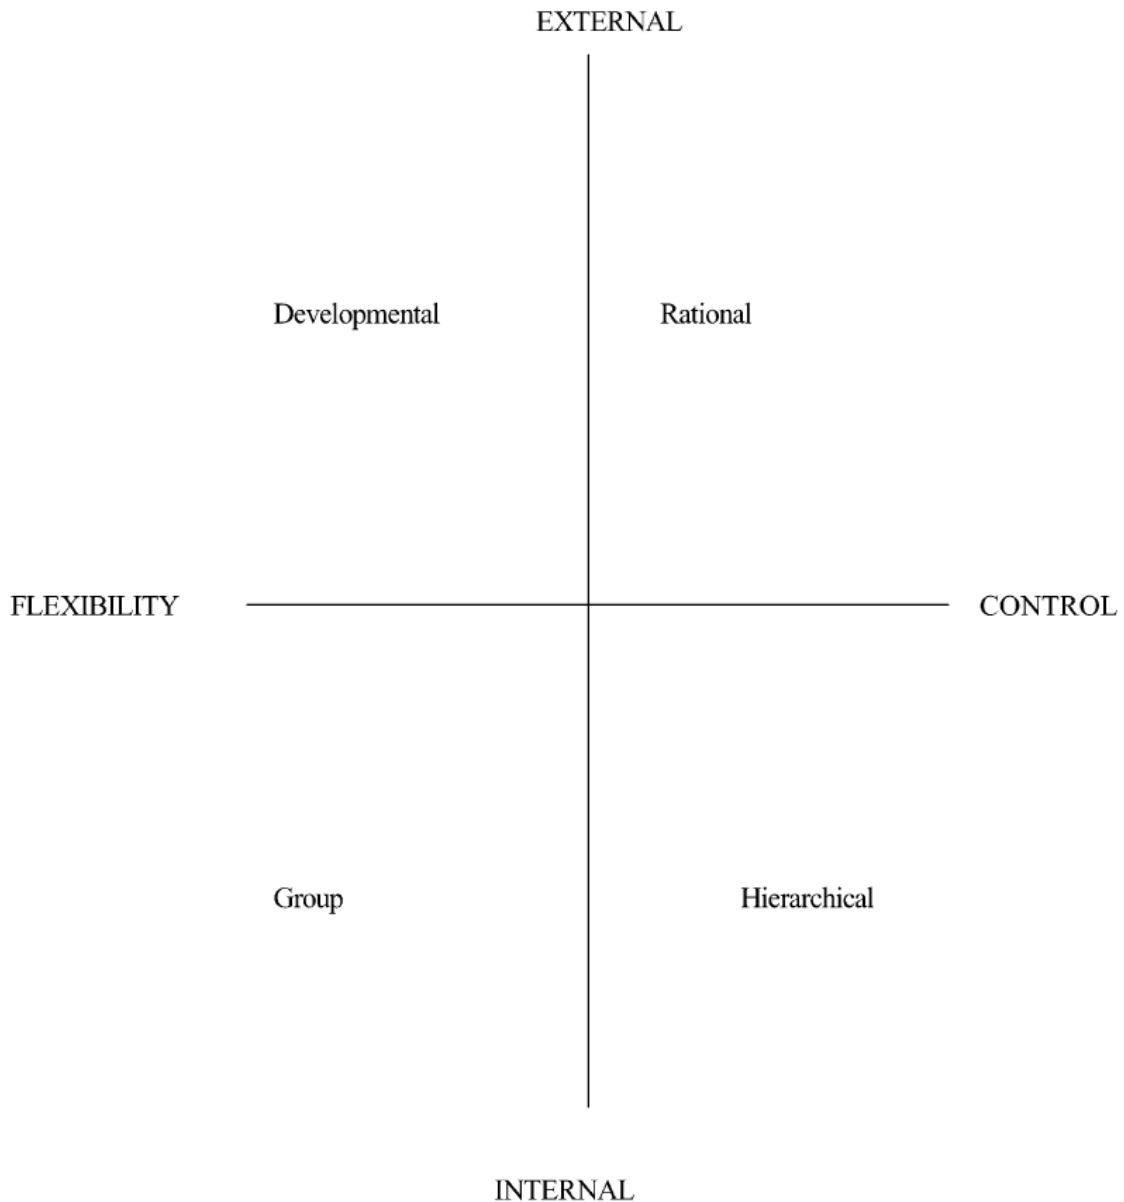 EXTERNAL
Developmental Rational
FLEXIBILITY CONTROL
Group Hierarchical
INTERNAL